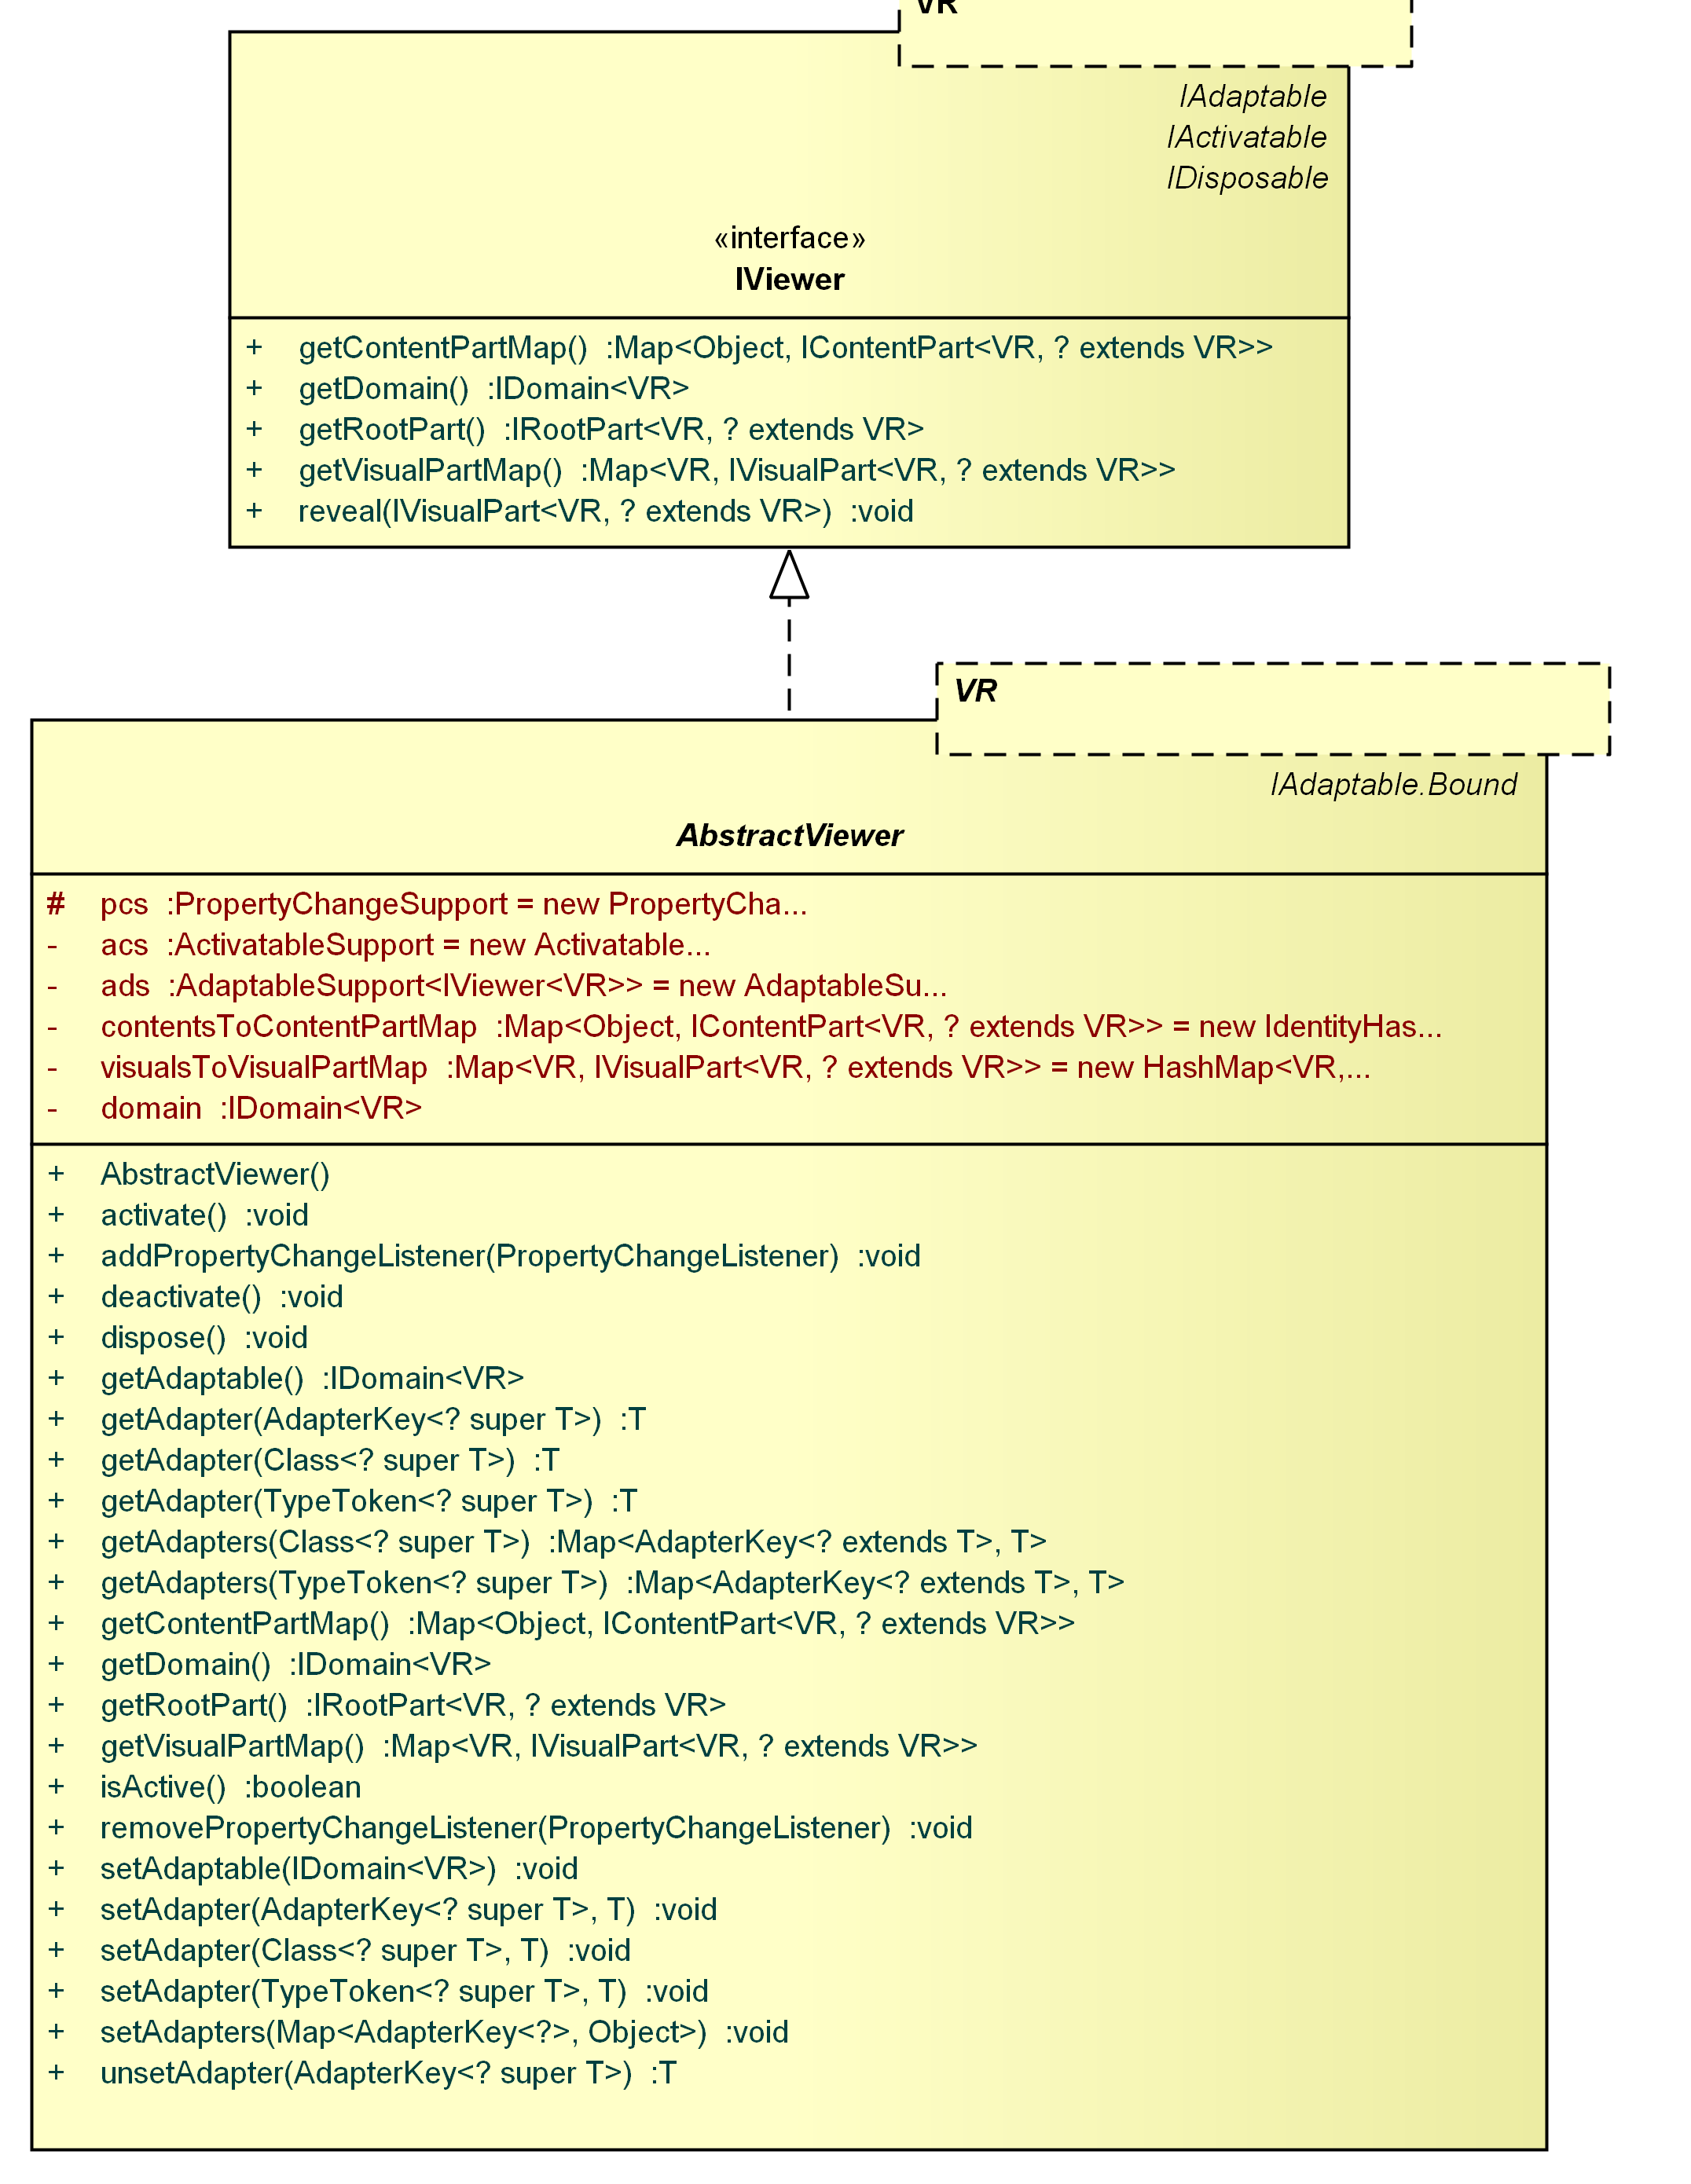 VR
IAdaptable
IActivatable
IDisposable
«interface»
IViewer
+ getContentPartMap() :Map<Object, IContentPart<VR, ? extends VR>>
+ getDomain() :IDomain<VR>
+ getRootPart() :IRootPart<VR, ? extends VR>
+ getVisualPartMap() :Map<VR, IVisualPart<VR, ? extends VR>>
+ reveal(IVisualPart<VR, ? extends VR>) :void
VR
IAdaptable.Bound
AbstractViewer
# pcs :PropertyChangeSupport = new PropertyCha...
- acs :ActivatableSupport = new Activatable...
- ads :AdaptableSupport<IViewer<VR>> = new AdaptableSu...
- contentsToContentPartMap :Map<Object, IContentPart<VR, ? extends VR>> = new IdentityHas...
- visualsToVisualPartMap :Map<VR, IVisualPart<VR, ? extends VR>> = new HashMap<VR,...
- domain :IDomain<VR>
+ AbstractViewer()
+ activate() :void
+ addPropertyChangeListener(PropertyChangeListener) :void
+ deactivate() :void
+ dispose() :void
+ getAdaptable() :IDomain<VR>
+ getAdapter(AdapterKey<? super T>) :T
+ getAdapter(Class<? super T>) :T
+ getAdapter(TypeToken<? super T>) :T
+ getAdapters(Class<? super T>) :Map<AdapterKey<? extends T>, T>
+ getAdapters(TypeToken<? super T>) :Map<AdapterKey<? extends T>, T>
+ getContentPartMap() :Map<Object, IContentPart<VR, ? extends VR>>
+ getDomain() :IDomain<VR>
+ getRootPart() :IRootPart<VR, ? extends VR>
+ getVisualPartMap() :Map<VR, IVisualPart<VR, ? extends VR>>
+ isActive() :boolean
+ removePropertyChangeListener(PropertyChangeListener) :void
+ setAdaptable(IDomain<VR>) :void
+ setAdapter(AdapterKey<? super T>, T) :void
+ setAdapter(Class<? super T>, T) :void
+ setAdapter(TypeToken<? super T>, T) :void
+ setAdapters(Map<AdapterKey<?>, Object>) :void
+ unsetAdapter(AdapterKey<? super T>) :T